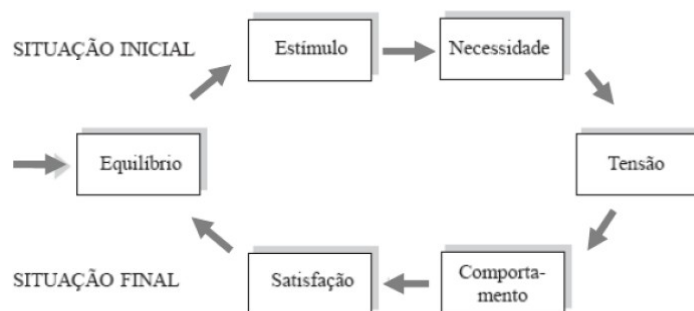 SITUAÇÃO INICIAL
Estímulo
Necessidade
Equilíbrio
Tensão
SITUAÇÃO FINAL
Satisfação
Comporta-
mento